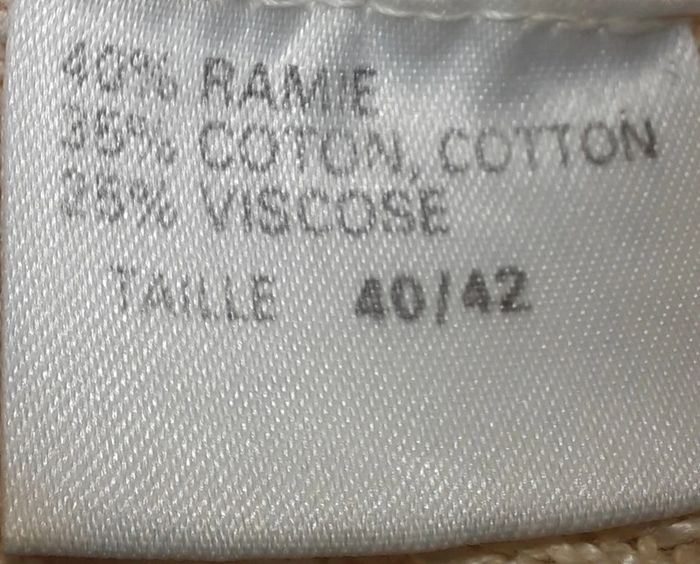 40% RAMIE
35% COTON, COTTON
25% VISCOSE
TAILLE 40/42